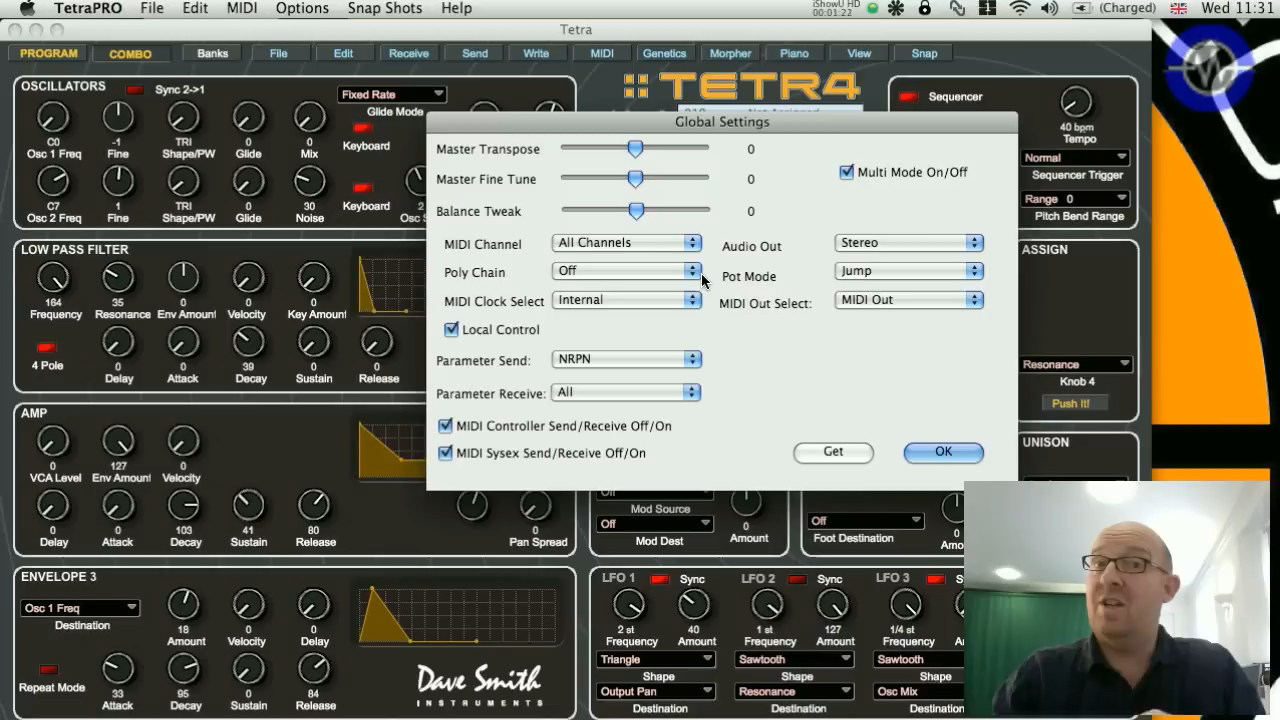 TetraPRO File Edit MIDI Options Snap Shots Help iShowU HD 00:01:22 (Charged) Wed 11:31
Tetra
PROGRAM COMBO Banks File Edit Receive Send Write MIDI Genetics Morpher Piano View Snap
OSCILLATORS Sync 2->1
Fixed Rate
Glide Mode
C0 -1 TRI 0 0
Osc 1 Freq Fine Shape/PW Glide Mix
Keyboard
C7 1 TRI 0 30
Osc 2 Freq Fine Shape/PW Glide Noise
Keyboard
TETR4
Sequencer
40 bpm
Tempo
Normal
Sequencer Trigger
Range 0
Pitch Bend Range
Global Settings
Master Transpose 0
Master Fine Tune 0
Balance Tweak 0
Multi Mode On/Off
MIDI Channel All Channels
Audio Out Stereo
Poly Chain Off
Pot Mode Jump
MIDI Clock Select Internal
MIDI Out Select: MIDI Out
Local Control
Parameter Send: NRPN
Parameter Receive: All
MIDI Controller Send/Receive Off/On
MIDI Sysex Send/Receive Off/On
Get OK
LOW PASS FILTER
164 35 0 0 0
Frequency Resonance Env Amount Velocity Key Amount
4 Pole
0 0 39 0 0
Delay Attack Decay Sustain Release
ASSIGN
Resonance
Knob 4
Push It!
AMP
0 127 0
VCA Level Env Amount Velocity
0 0 103 41 80 0
Delay Attack Decay Sustain Release Pan Spread
UNISON
Off
Mod Source
Off 0
Mod Dest Amount
Off
Foot Destination
ENVELOPE 3
Osc 1 Freq
Destination
18 0 0
Amount Velocity Delay
Repeat Mode
33 95 0 84
Attack Decay Sustain Release
Dave Smith
INSTRUMENTS
LFO 1 Sync LFO 2 Sync LFO 3 Sync
2 st 40 1 st 127 1/4 st
Frequency Amount Frequency Amount Frequency
Triangle Sawtooth Sawtooth
Shape Shape Shape
Output Pan Resonance Osc Mix
Destination Destination Destination